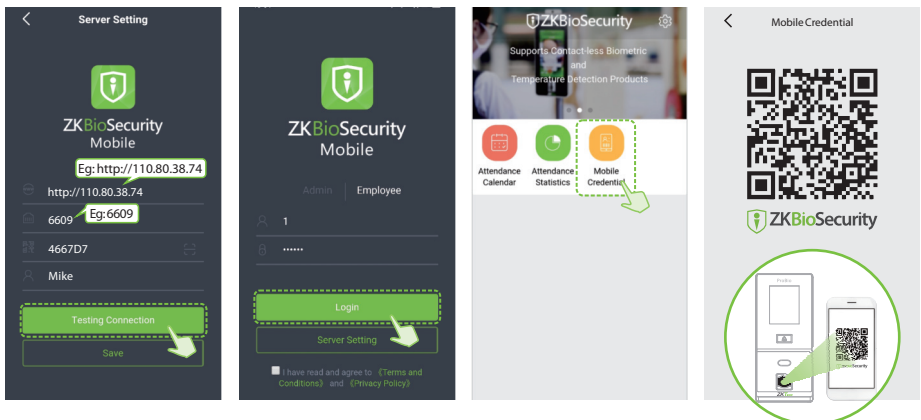 Server Setting
ZKBioSecurity
Mobile
Eg: http://110.80.38.74
http://110.80.38.74
6609
Eg:6609
4667D7
Mike
Testing Connection
Save
ZKBioSecurity
Mobile
Admin
Employee
1
••••••
Login
Server Setting
I have read and agree to 《Terms and
Conditions》 and 《Privacy Policy》
ZKBioSecurity
Supports Contact-less Biometric
and
Temperature Detection Products
Attendance
Calendar
Attendance
Statistics
Mobile
Credential
Mobile Credential
ZKBioSecurity